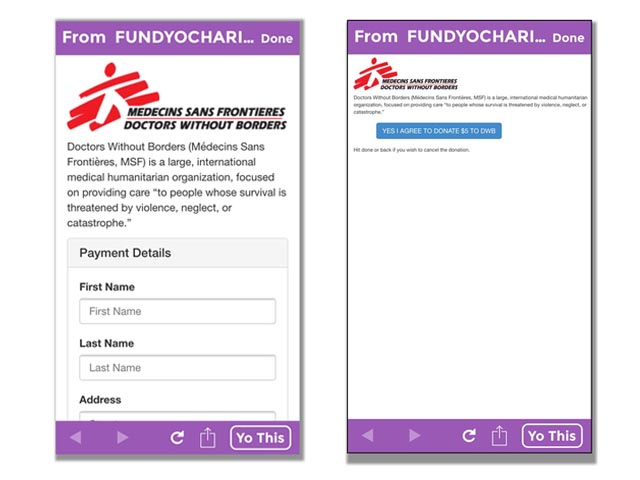 From FUNDYOCHARI... Done
MEDECINS SANS FRONTIERES
DOCTORS WITHOUT BORDERS
Doctors Without Borders (Médecins Sans
Frontières, MSF) is a large, international
medical humanitarian organization, focused
on providing care “to people whose survival is
threatened by violence, neglect, or
catastrophe.”
Payment Details
First Name
First Name
Last Name
Last Name
Address
Yo This
From FUNDYOCHARI... Done
MEDECINS SANS FRONTIERES
DOCTORS WITHOUT BORDERS
Doctors Without Borders (Médecins Sans Frontières, MSF) is a large, international medical humanitarian
organization, focused on providing care “to people whose survival is threatened by violence, neglect, or
catastrophe.”
YES I AGREE TO DONATE $5 TO DWB
Hit done or back if you wish to cancel the donation.
Yo This